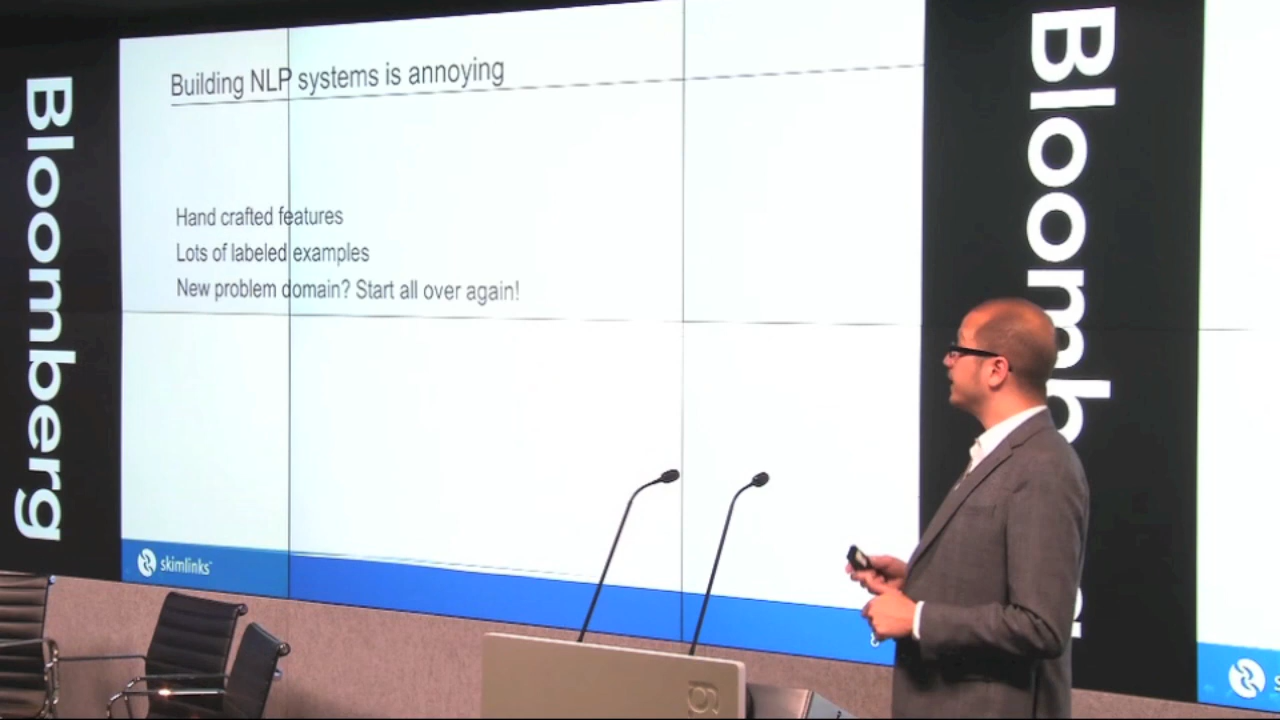 Bloomberg
Building NLP systems is annoying
Hand crafted features
Lots of labeled examples
New problem domain? Start all over again!
skimlinks
Bloomb